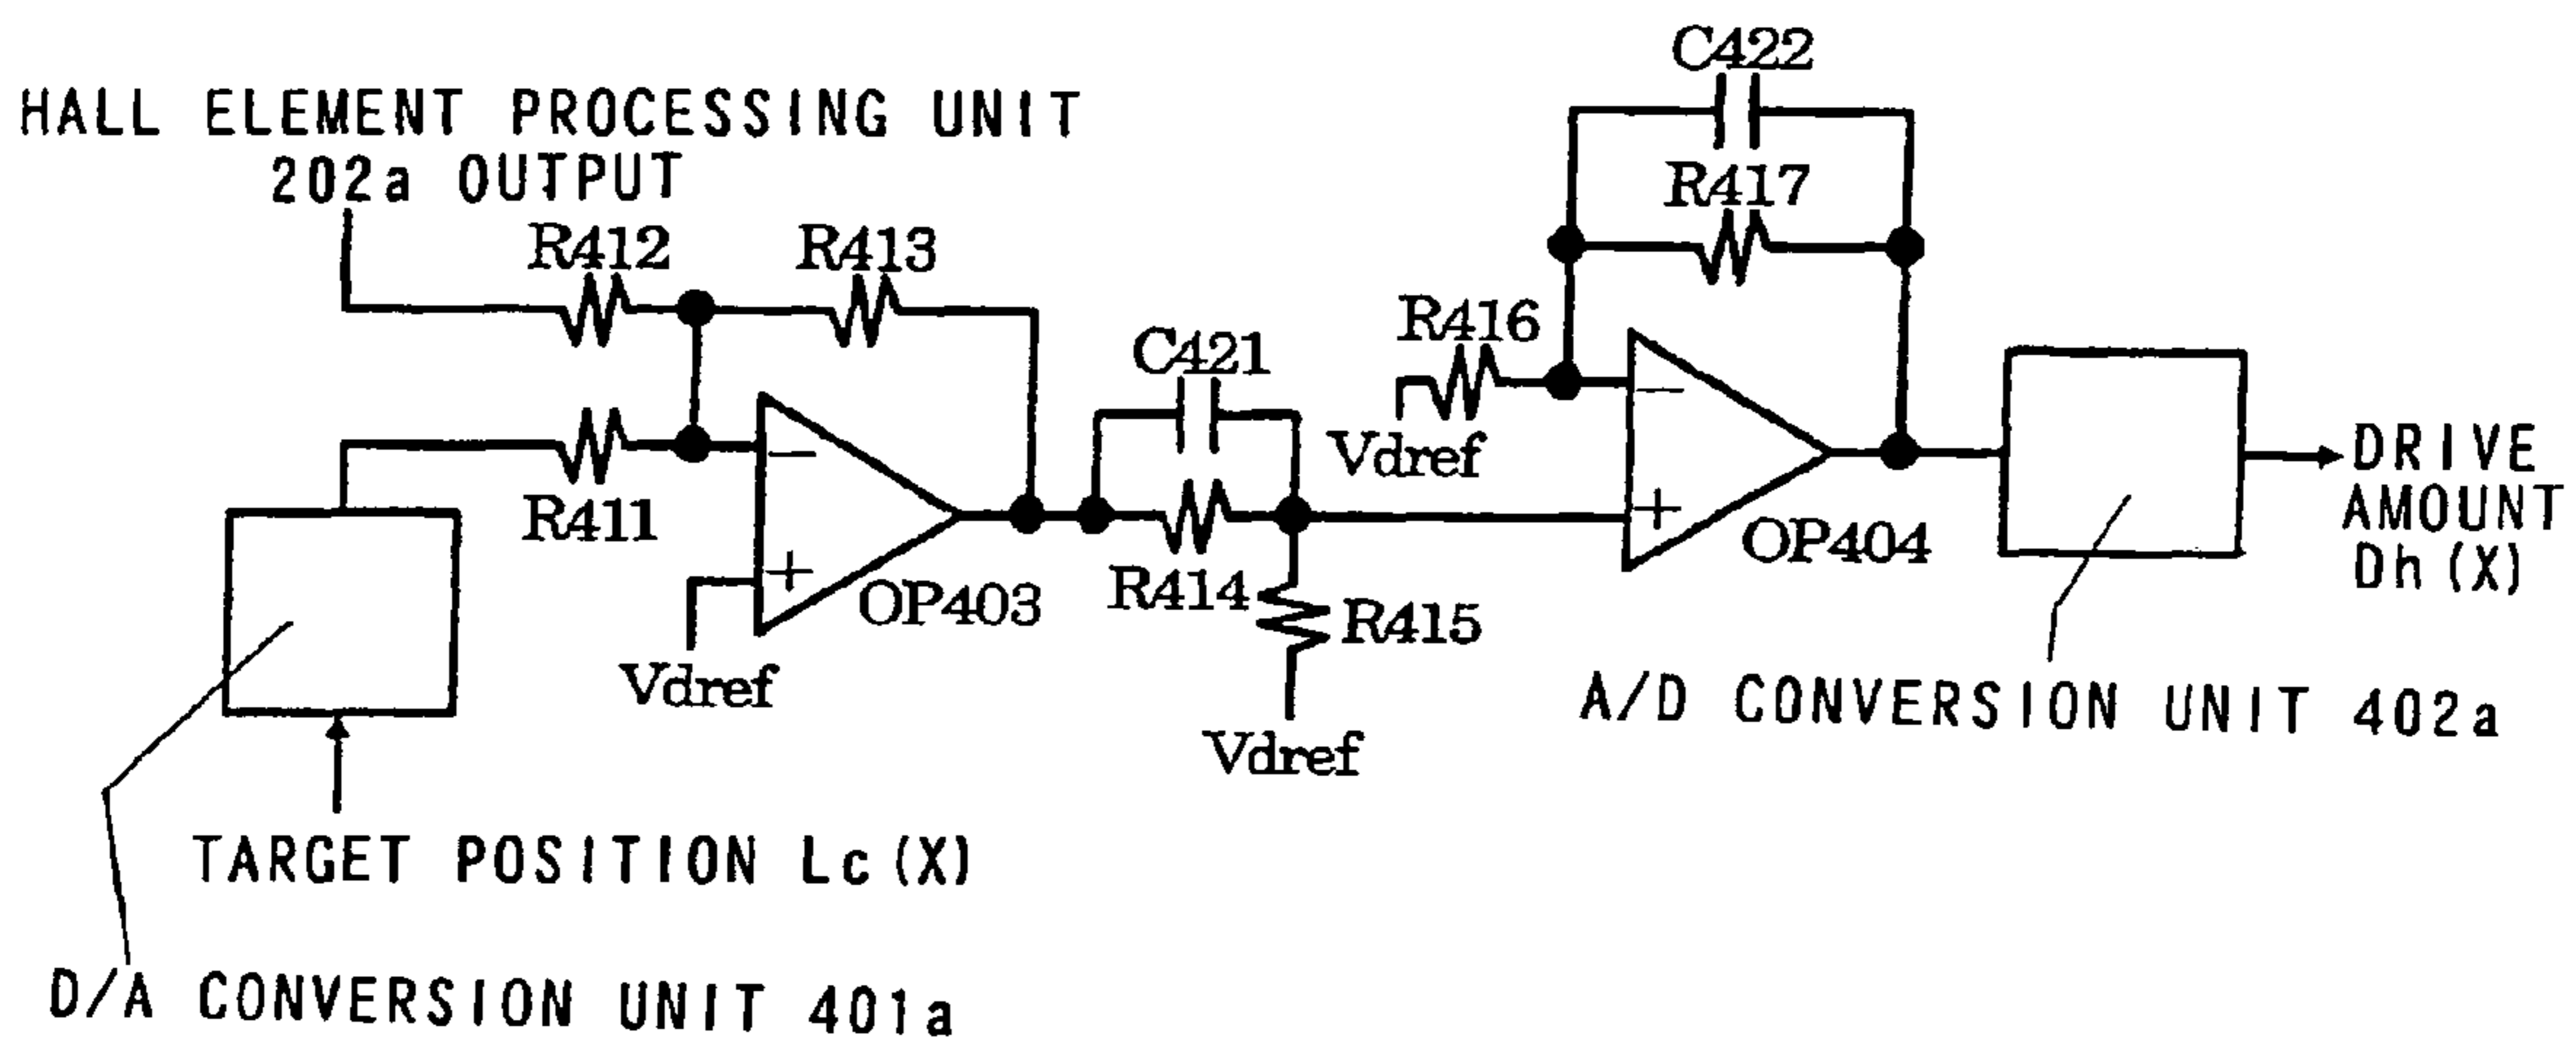 HALL ELEMENT PROCESSING UNIT
202a OUTPUT
R412
R413
R411
−
+
OP403
Vdref
C421
R414
R415
Vdref
C422
R417
R416
Vdref
−
+
OP404
DRIVE
AMOUNT
Dh (X)
A/D CONVERSION UNIT 402a
TARGET POSITION Lc (X)
D/A CONVERSION UNIT 401a